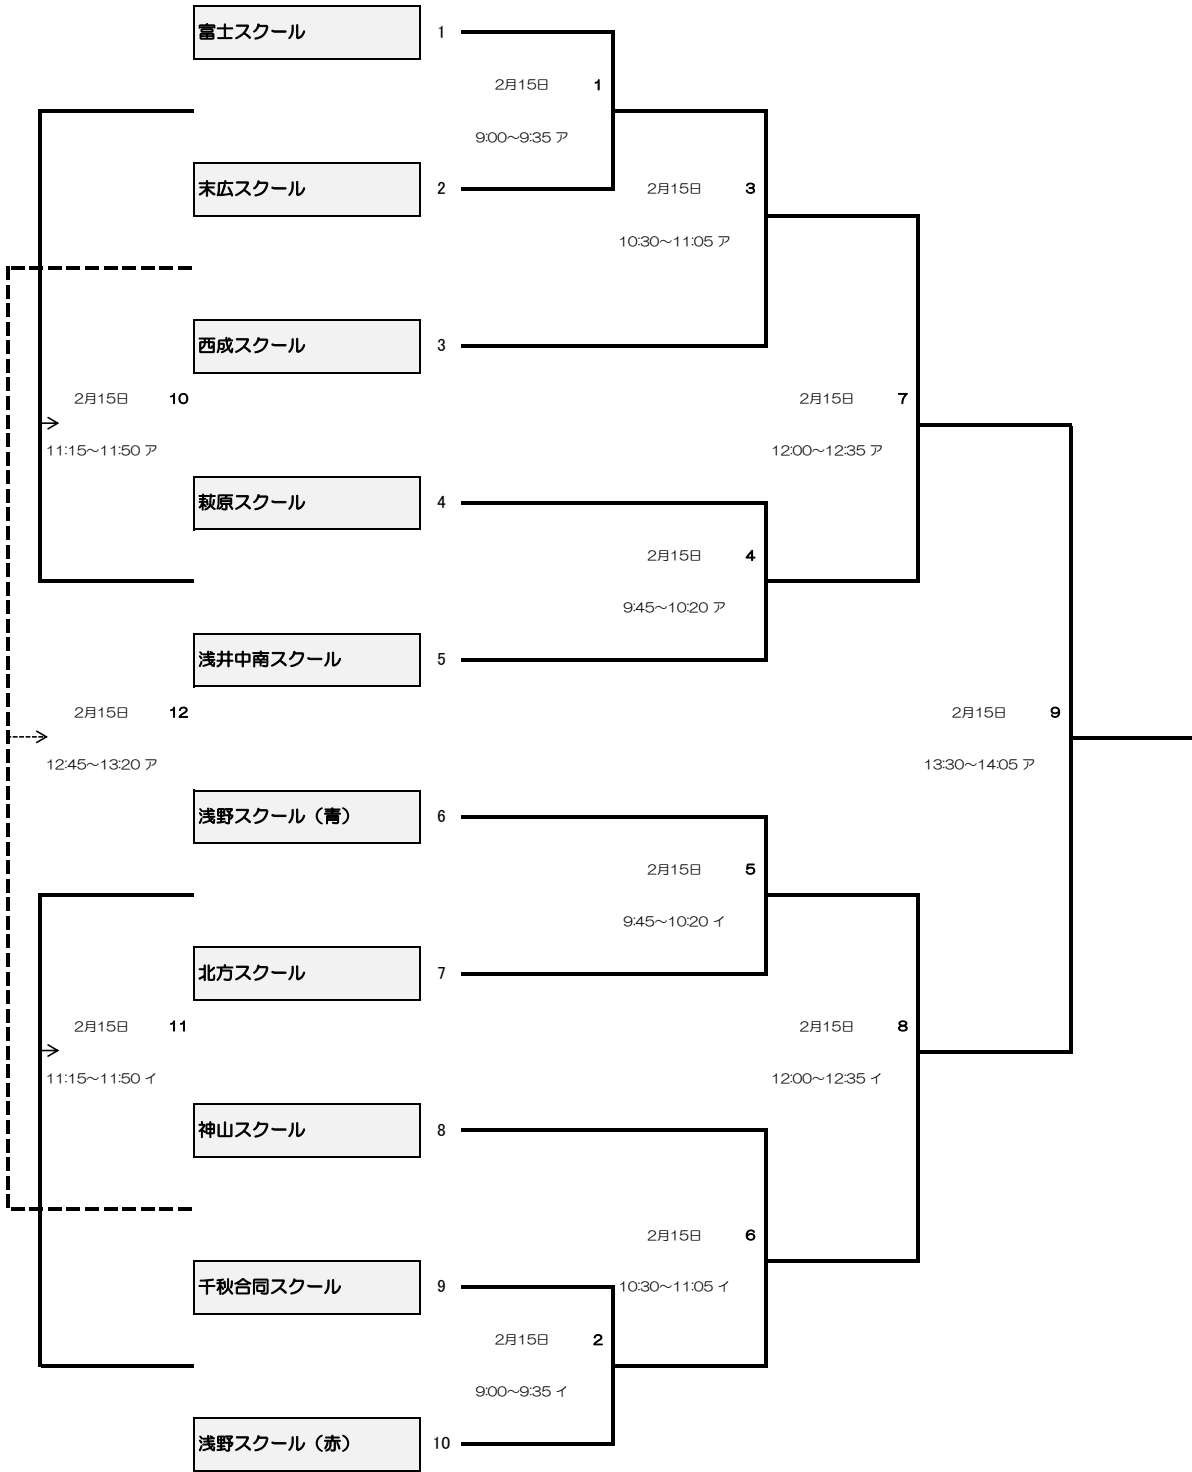 富士スクール 1
2月15日 1
9:00～9:35 ア
末広スクール 2 2月15日 3
10:30～11:05 ア
西成スクール 3
2月15日 10 2月15日 7
11:15～11:50 ア 12:00～12:35 ア
萩原スクール 4
2月15日 4
9:45～10:20 ア
浅井中南スクール 5
2月15日 12 2月15日 9
12:45～13:20 ア 13:30～14:05 ア
浅野スクール（青） 6
2月15日 5
9:45～10:20 イ
北方スクール 7
2月15日 11 2月15日 8
11:15～11:50 イ 12:00～12:35 イ
神山スクール 8
2月15日 6
千秋合同スクール 9 10:30～11:05 イ
2月15日 2
9:00～9:35 イ
浅野スクール（赤） 10